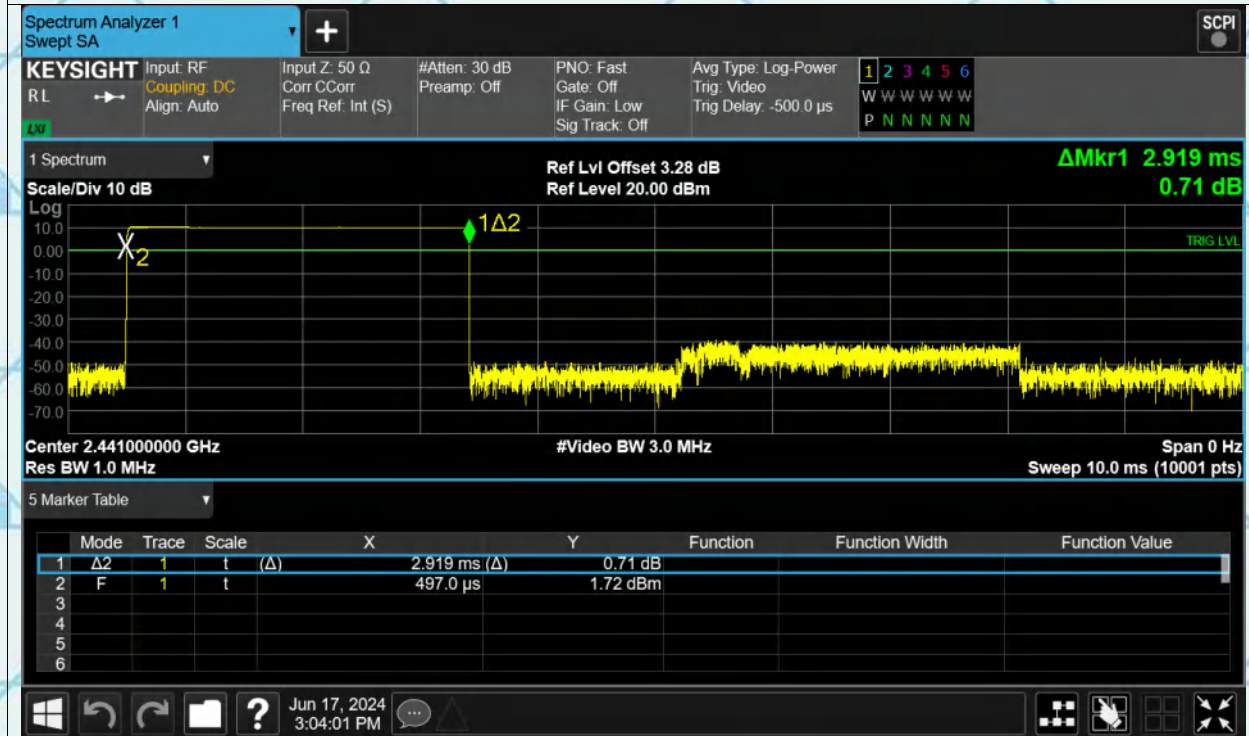 Spectrum Analyzer 1
Swept SA
+
SCPI
KEYSIGHT
RL
LXI
Input: RF
Coupling: DC
Align: Auto
Input Z: 50 Ω
Corr CCorr
Freq Ref: Int (S)
#Atten: 30 dB
Preamp: Off
PNO: Fast
Gate: Off
IF Gain: Low
Sig Track: Off
Avg Type: Log-Power
Trig: Video
Trig Delay: -500.0 µs
1 2 3 4 5 6
W W W W W W
P N N N N N
1 Spectrum
Scale/Div 10 dB
Ref Lvl Offset 3.28 dB
Ref Level 20.00 dBm
ΔMkr1 2.919 ms
0.71 dB
Log
10.0
0.00
-10.0
-20.0
-30.0
-40.0
-50.0
-60.0
-70.0
X
2
1Δ2
TRIG LVL
Center 2.441000000 GHz
#Video BW 3.0 MHz
Span 0 Hz
Res BW 1.0 MHz
Sweep 10.0 ms (10001 pts)
5 Marker Table
Mode Trace Scale X Y Function Function Width Function Value
1 Δ2 1 t (Δ) 2.919 ms (Δ) 0.71 dB
2 F 1 t 497.0 µs 1.72 dBm
3
4
5
6
?
Jun 17, 2024
3:04:01 PM